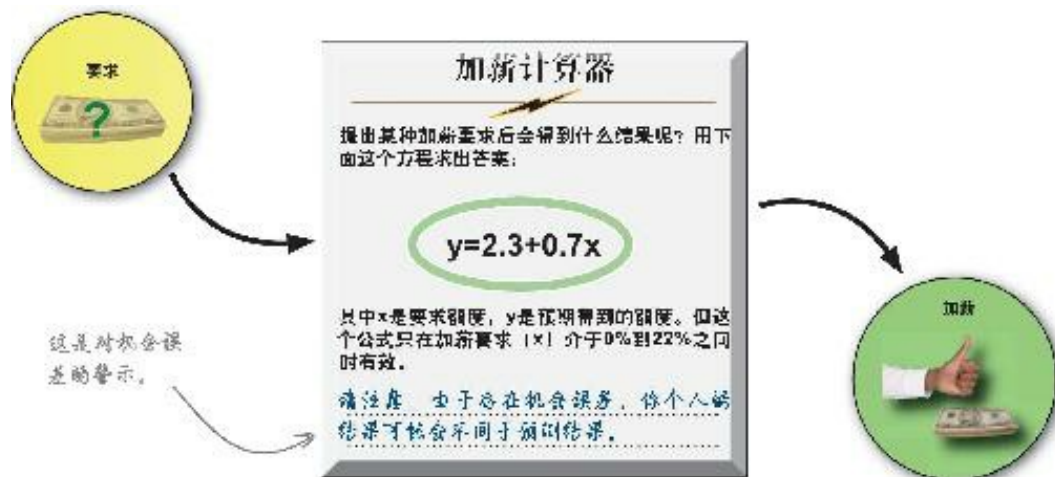 要求
?
加薪计算器
提出某种加薪要求后会得到什么结果呢？用下
面这个方程求出答案：
y=2.3+0.7x
其中x是要求额度，y是预期得到的额度。但这
个公式只在加薪要求（x）介于0%到22%之间
时有效。
请注意，由于存在机会误差，你个人的
结果可能会不同于预测结果。
这是对机会误
差的警示。
加薪